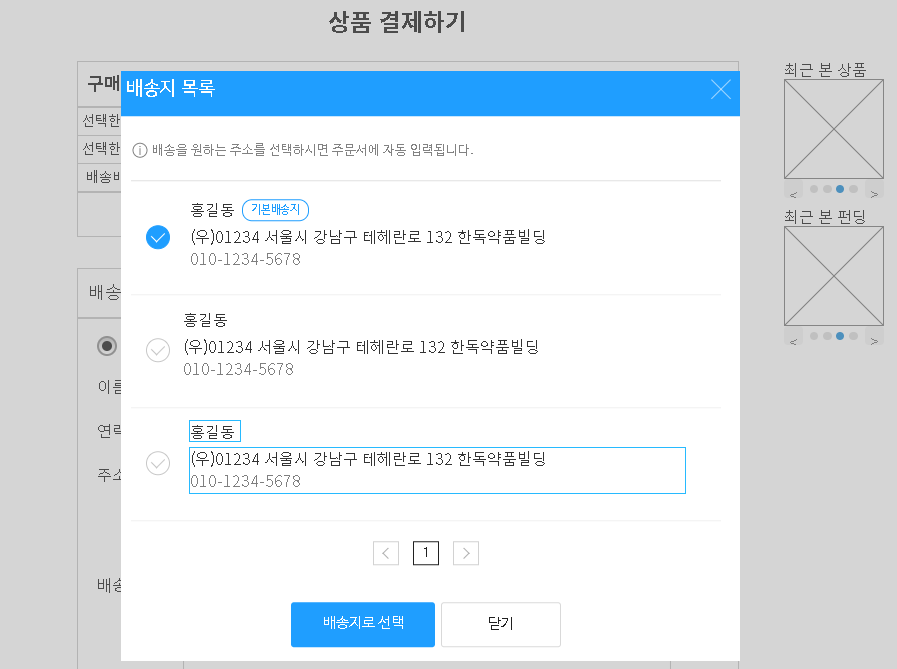 상품 결제하기
구매
배송지 목록
선택한
선택한
배송비
ⓘ 배송을 원하는 주소를 선택하시면 주문서에 자동 입력됩니다.
홍길동 기본배송지
(우)01234 서울시 강남구 테헤란로 132 한독약품빌딩
010-1234-5678
홍길동
(우)01234 서울시 강남구 테헤란로 132 한독약품빌딩
010-1234-5678
홍길동
(우)01234 서울시 강남구 테헤란로 132 한독약품빌딩
010-1234-5678
< 1 >
배송지로 선택 닫기
배송
이름
주소
배송
최근 본 상품
< >
최근 본 펀딩
< >